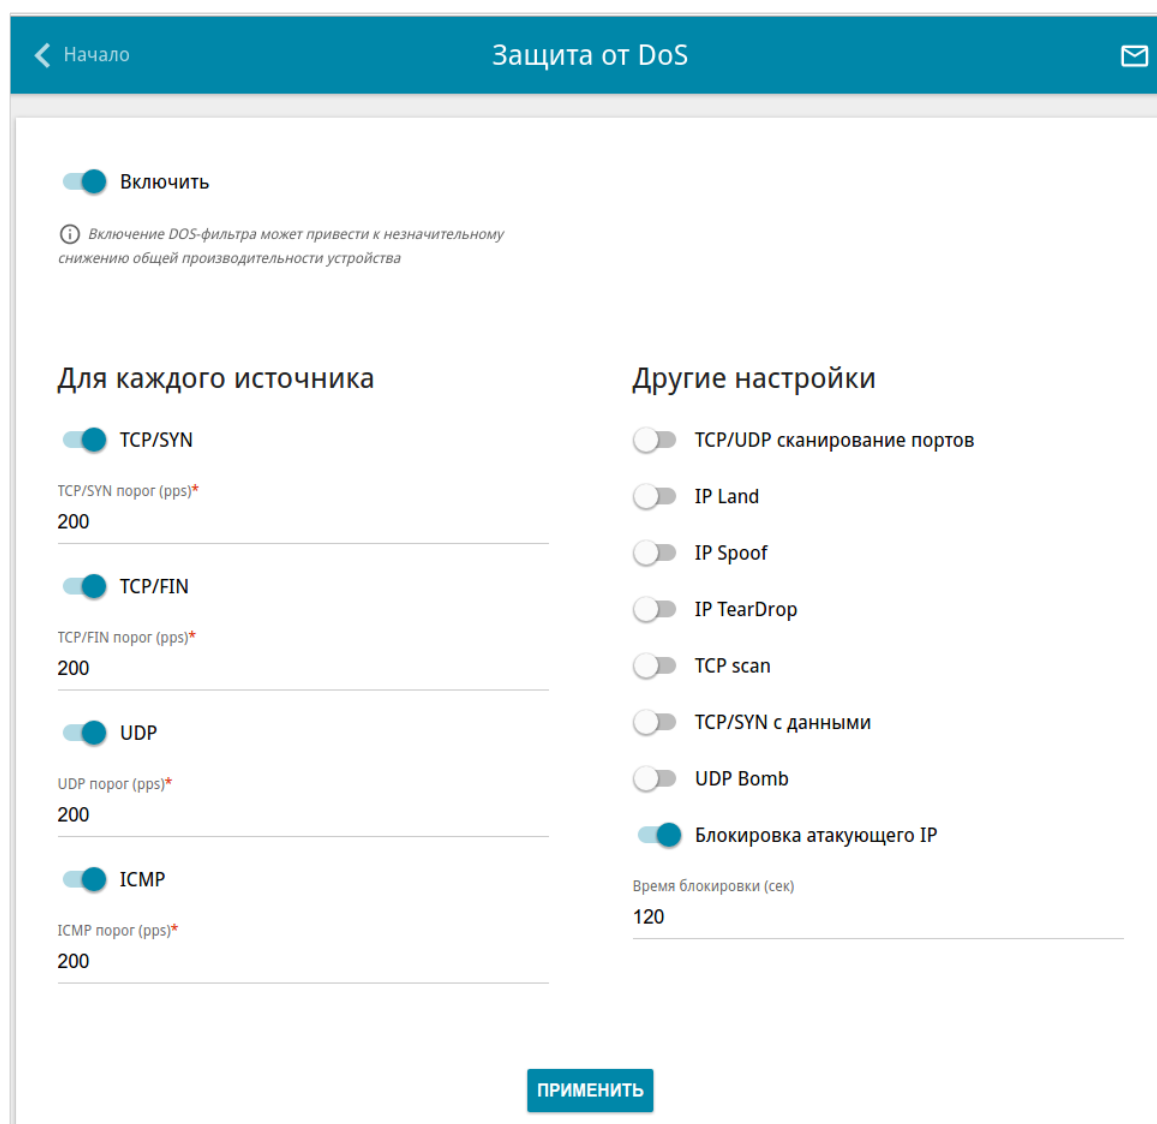 Начало
Защита от DoS
Включить
Включение DOS-фильтра может привести к незначительному
снижению общей производительности устройства
Для каждого источника
TCP/SYN
TCP/SYN порог (pps)*
200
TCP/FIN
TCP/FIN порог (pps)*
200
UDP
UDP порог (pps)*
200
ICMP
ICMP порог (pps)*
200
Другие настройки
TCP/UDP сканирование портов
IP Land
IP Spoof
IP TearDrop
TCP scan
TCP/SYN с данными
UDP Bomb
Блокировка атакующего IP
Время блокировки (сек)
120
ПРИМЕНИТЬ